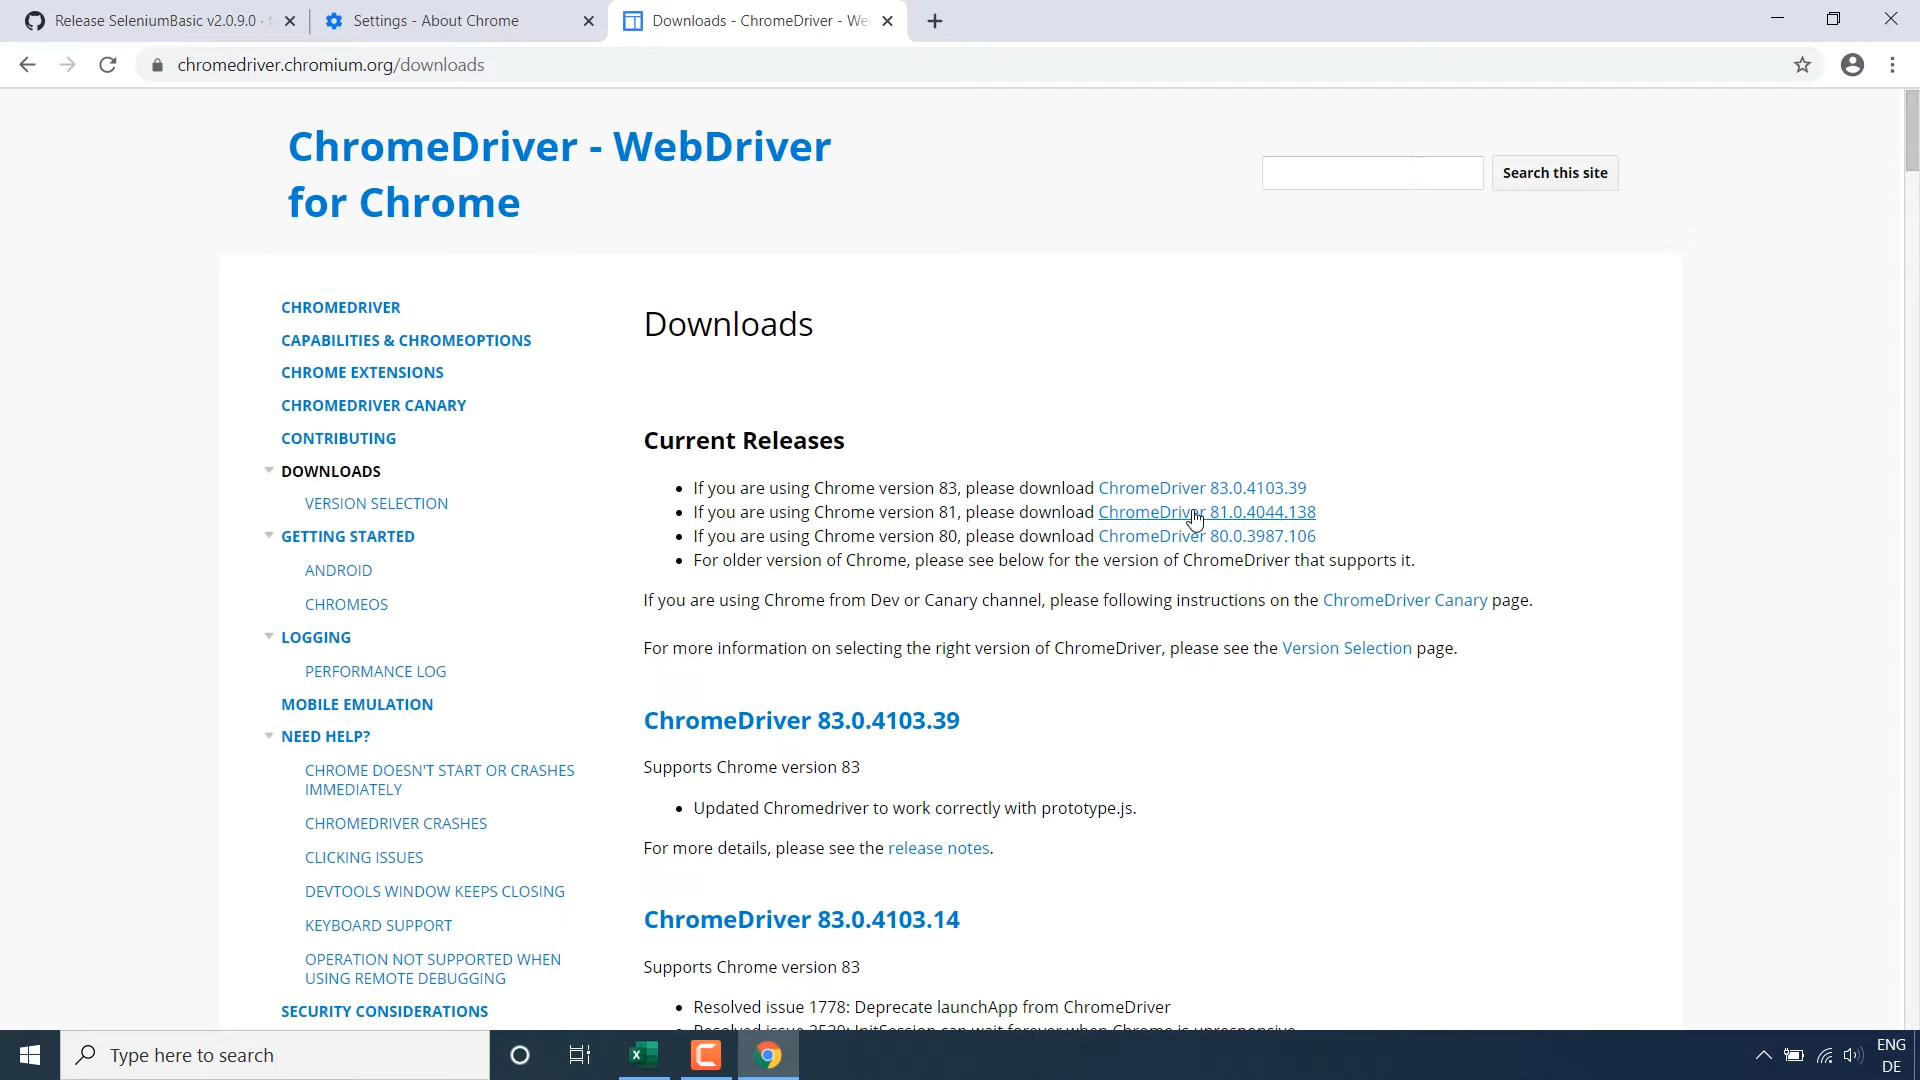 Release SeleniumBasic v2.0.9.0 ·
Settings - About Chrome
Downloads - ChromeDriver - We
chromedriver.chromium.org/downloads
ChromeDriver - WebDriver
for Chrome
Search this site
CHROMEDRIVER
CAPABILITIES & CHROMEOPTIONS
CHROME EXTENSIONS
CHROMEDRIVER CANARY
CONTRIBUTING
DOWNLOADS
VERSION SELECTION
GETTING STARTED
ANDROID
CHROMEOS
LOGGING
PERFORMANCE LOG
MOBILE EMULATION
NEED HELP?
CHROME DOESN'T START OR CRASHES
IMMEDIATELY
CHROMEDRIVER CRASHES
CLICKING ISSUES
DEVTOOLS WINDOW KEEPS CLOSING
KEYBOARD SUPPORT
OPERATION NOT SUPPORTED WHEN
USING REMOTE DEBUGGING
SECURITY CONSIDERATIONS
Downloads
Current Releases
• If you are using Chrome version 83, please download ChromeDriver 83.0.4103.39
• If you are using Chrome version 81, please download ChromeDriver 81.0.4044.138
• If you are using Chrome version 80, please download ChromeDriver 80.0.3987.106
• For older version of Chrome, please see below for the version of ChromeDriver that supports it.
If you are using Chrome from Dev or Canary channel, please following instructions on the ChromeDriver Canary page.
For more information on selecting the right version of ChromeDriver, please see the Version Selection page.
ChromeDriver 83.0.4103.39
Supports Chrome version 83
• Updated Chromedriver to work correctly with prototype.js.
For more details, please see the release notes.
ChromeDriver 83.0.4103.14
Supports Chrome version 83
• Resolved issue 1778: Deprecate launchApp from ChromeDriver
• Resolved issue 2520: InitSession can wait forever when Chrome is unresponsive
Type here to search
ENG
DE